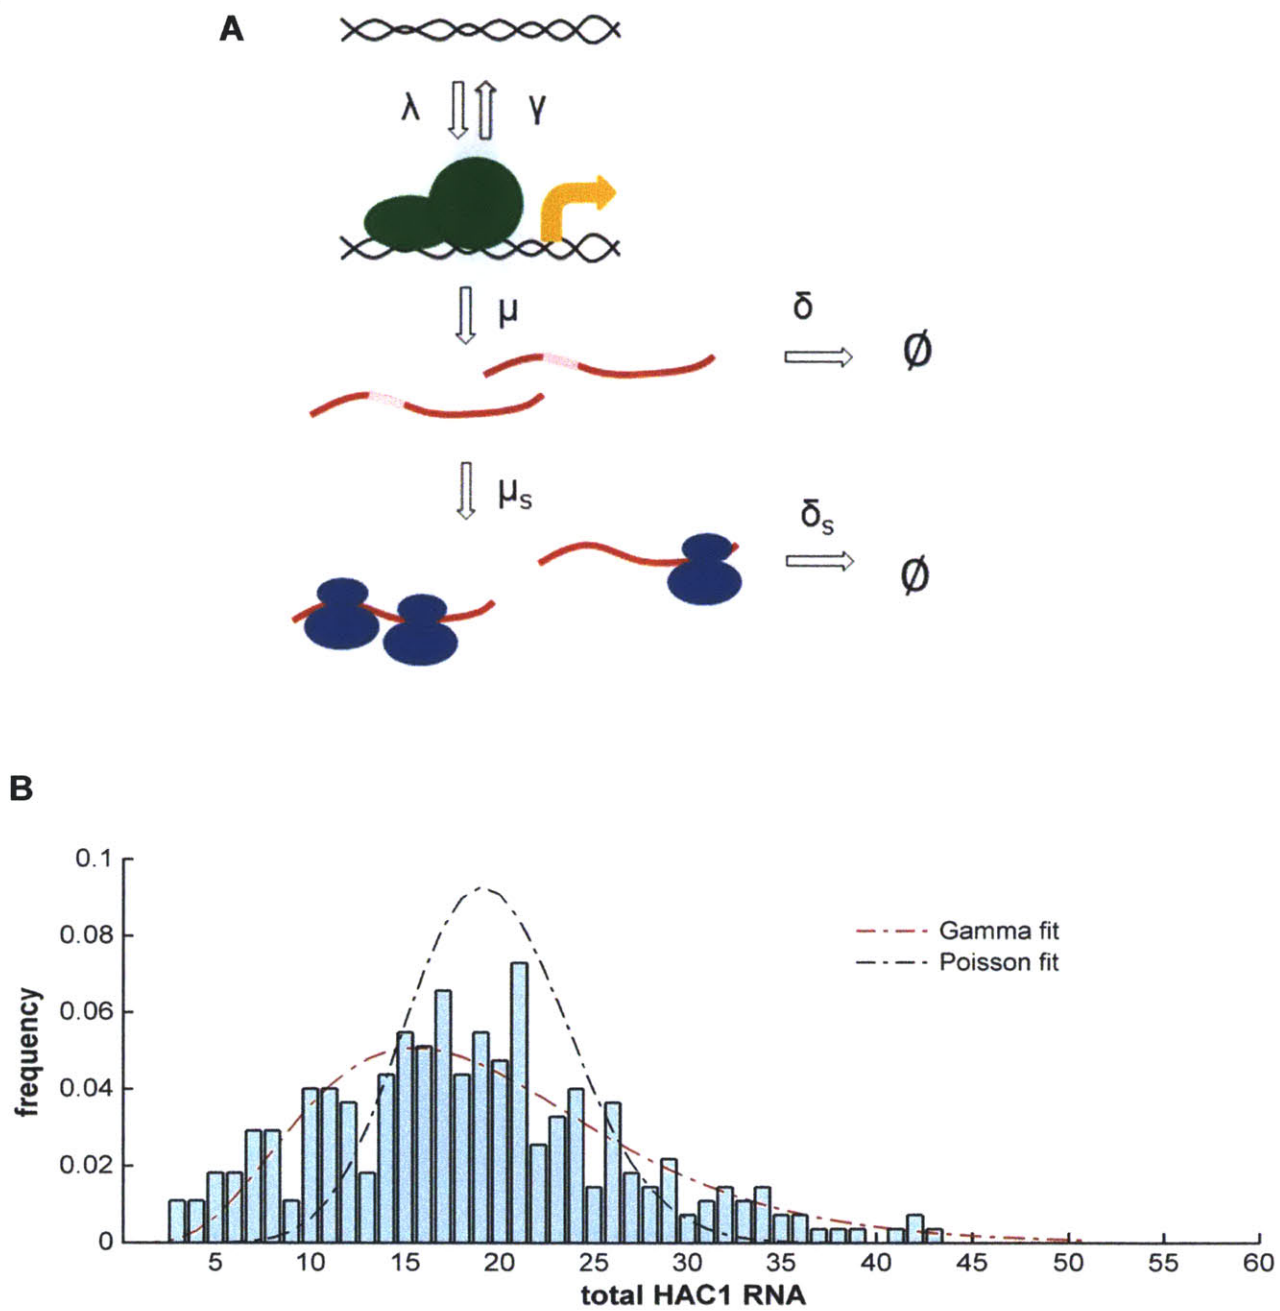 A
λ γ
μ δ
Ø
μs δs
Ø
B
0.1
0.08
0.06
0.04
0.02
0
frequency
Gamma fit
Poisson fit
5 10 15 20 25 30 35 40 45 50 55 60
total HAC1 RNA